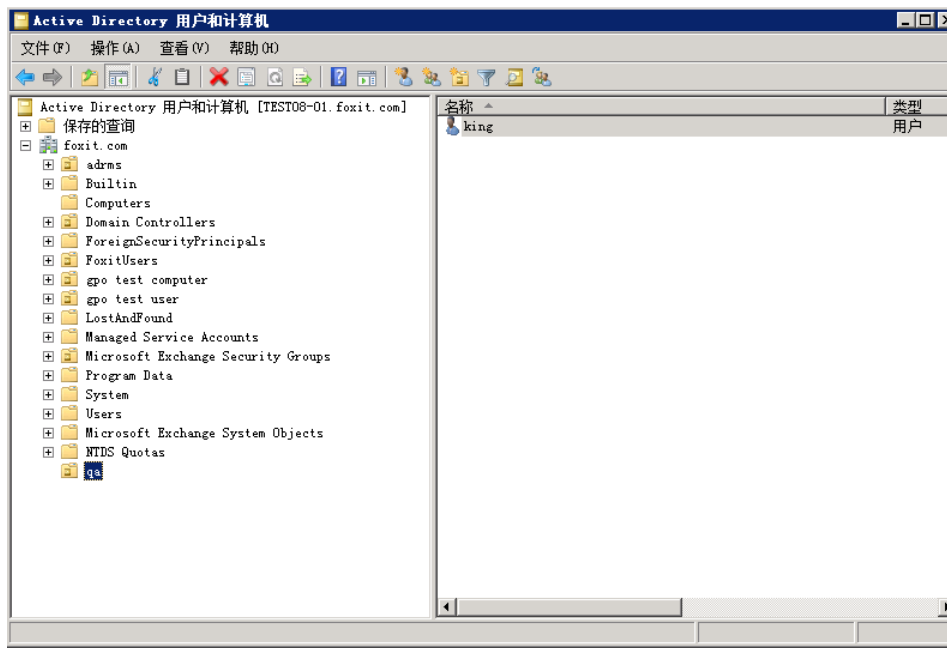 Active Directory 用户和计算机
文件(F) 操作(A) 查看(V) 帮助(H)
Active Directory 用户和计算机 [TEST08-01.foxit.com]
保存的查询
foxit.com
adrms
Builtin
Computers
Domain Controllers
ForeignSecurityPrincipals
FoxitUsers
gpo test computer
gpo test user
LostAndFound
Managed Service Accounts
Microsoft Exchange Security Groups
Program Data
System
Users
Microsoft Exchange System Objects
NTDS Quotas
qa
名称 类型
king 用户